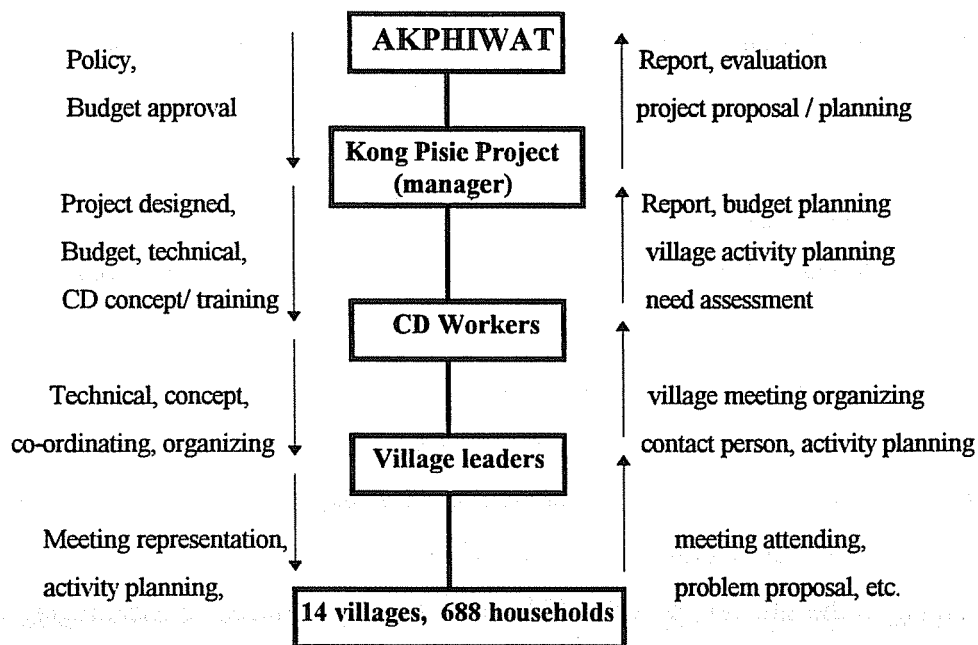 AKPHIWAT
Policy,
Budget approval
Report, evaluation
project proposal / planning
Kong Pisie Project
(manager)
Project designed,
Budget, technical,
CD concept/ training
Report, budget planning
village activity planning
need assessment
CD Workers
Technical, concept,
co-ordinating, organizing
village meeting organizing
contact person, activity planning
Village leaders
Meeting representation,
activity planning,
meeting attending,
problem proposal, etc.
14 villages, 688 households